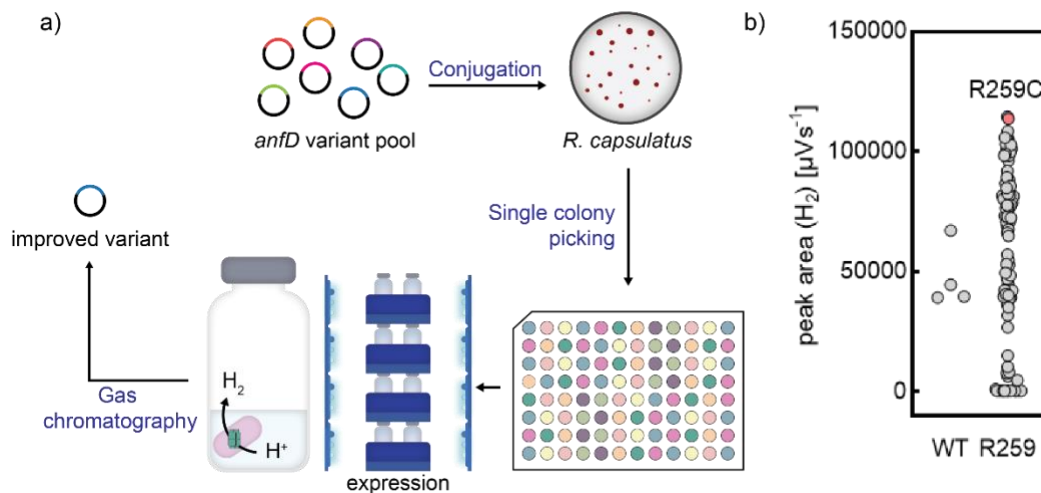 a)
anfD variant pool
Conjugation
R. capsulatus
Single colony
picking
improved variant
Gas
chromatography
H2
H+
expression
b)
peak area (H2) [µVs-1]
150000
100000
50000
0
R259C
WT R259